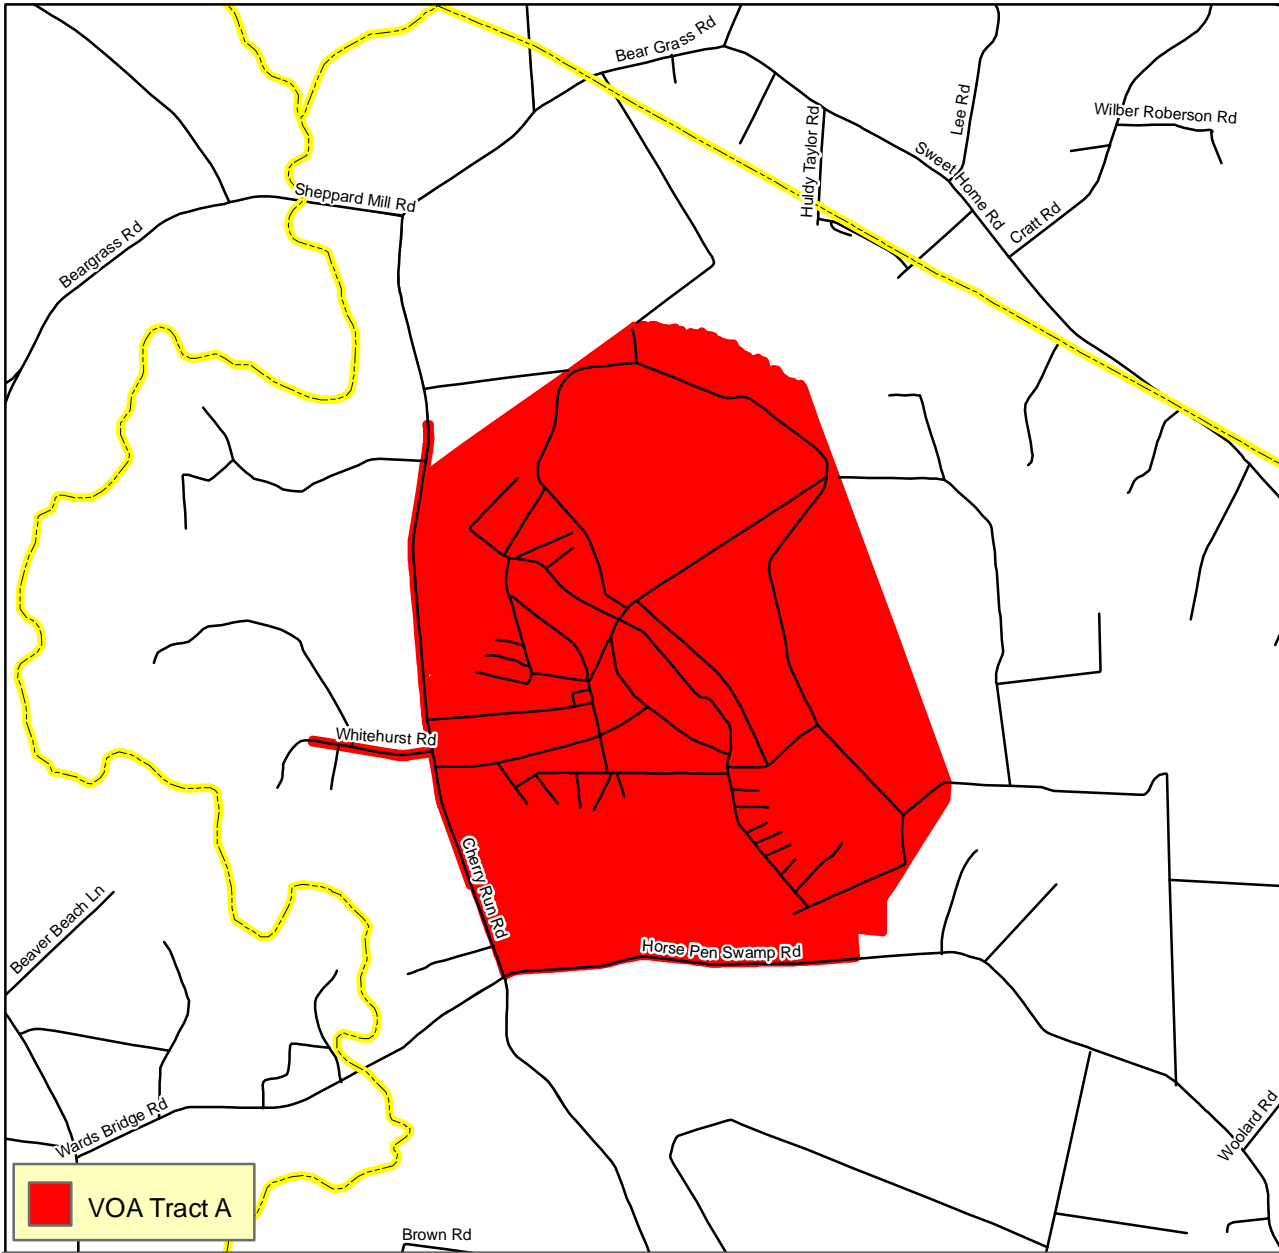 Bear Grass Rd
Lee Rd
Wilber Roberson Rd
Huldy Taylor Rd
Sweet Home Rd
Sheppard Mill Rd
Cratt Rd
Beargrass Rd
Whitehurst Rd
Cherry Run Rd
Beaver Beach Ln
Horse Pen Swamp Rd
Wards Bridge Rd
Woolard Rd
VOA Tract A
Brown Rd